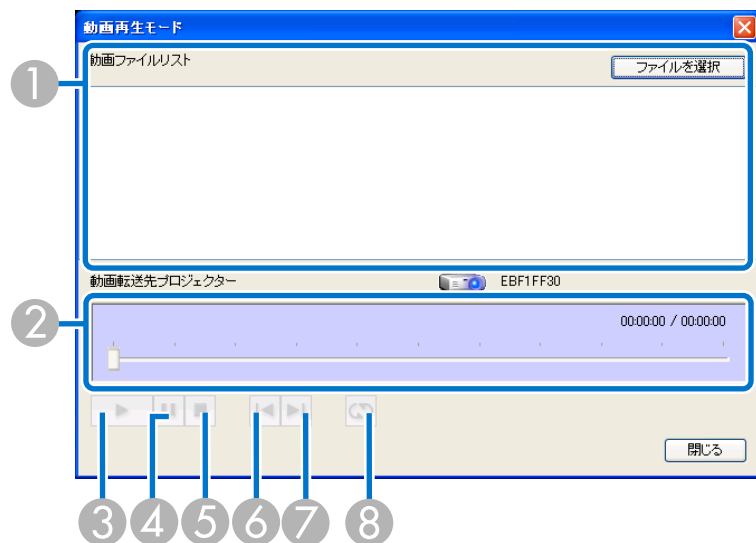 動画再生モード
動画ファイルリスト
ファイルを選択
1
動画転送先プロジェクター EBF1FF30
2
00:00:00 / 00:00:00
閉じる
3 4 5 6 7 8